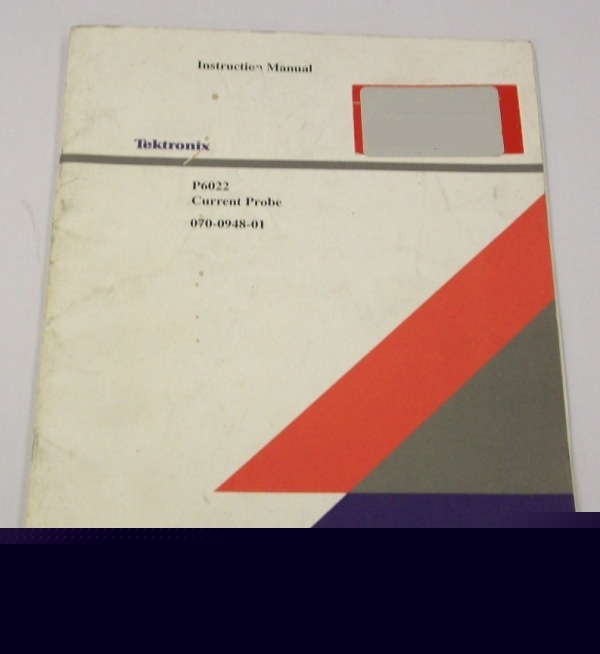 Instruction Manual
Tektronix
P6022
Current Probe
070-0948-01